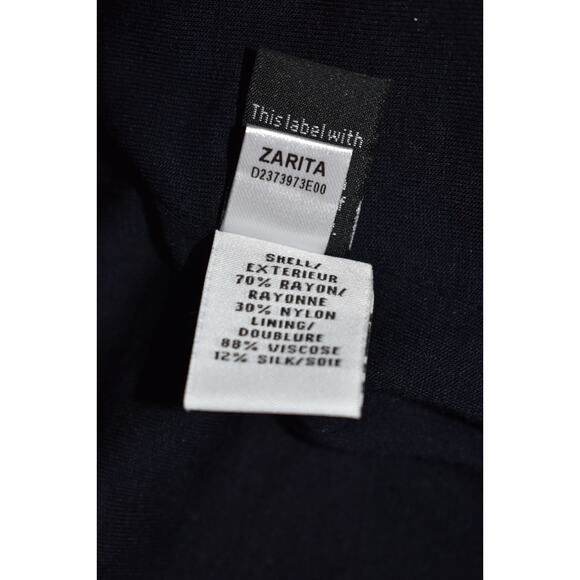 This label with
ZARITA
D2373973E00
SHELL/
EXTERIEUR
70% RAYON/
RAYONNE
30% NYLON
LINING/
DOUBLURE
88% VISCOSE
12% SILK/SOIE